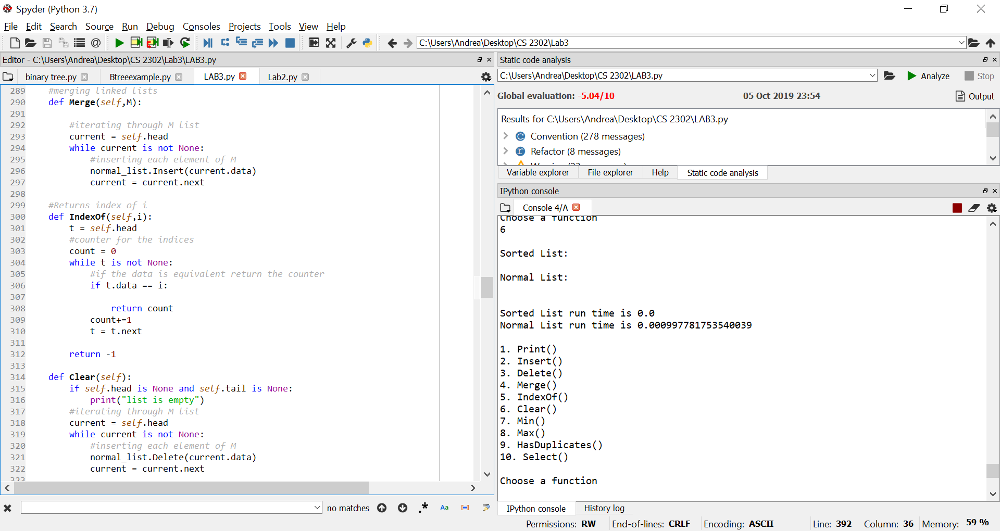 Spyder (Python 3.7)
File Edit Search Source Run Debug Consoles Projects Tools View Help
C:\Users\Andrea\Desktop\CS 2302\Lab3
Editor - C:\Users\Andrea\Desktop\CS 2302\Lab3\LAB3.py
binary tree.py Btreeexample.py LAB3.py Lab2.py
289 #merging linked lists
290 def Merge(self,M):
291
292 #iterating through M list
293 current = self.head
294 while current is not None:
295 #inserting each element of M
296 normal_list.Insert(current.data)
297 current = current.next
298
299 #Returns index of i
300 def IndexOf(self,i):
301 t = self.head
302 #counter for the indices
303 count = 0
304 while t is not None:
305 #if the data is equivalent return the counter
306 if t.data == i:
307
308 return count
309 count+=1
310 t = t.next
311
312 return -1
313
314 def Clear(self):
315 if self.head is None and self.tail is None:
316 print("list is empty")
317 #iterating through M list
318 current = self.head
319 while current is not None:
320 #inserting each element of M
321 normal_list.Delete(current.data)
322 current = current.next
323
no matches
.* Aa
Static code analysis
C:\Users\Andrea\Desktop\CS 2302\LAB3.py Analyze Stop
Global evaluation: -5.04/10 05 Oct 2019 23:54 Output
Results for C:\Users\Andrea\Desktop\CS 2302\LAB3.py
Convention (278 messages)
Refactor (8 messages)
Variable explorer File explorer Help Static code analysis
IPython console
Console 4/A
Choose a function
6
Sorted List:
Normal List:
Sorted List run time is 0.0
Normal List run time is 0.000997781753540039
1. Print()
2. Insert()
3. Delete()
4. Merge()
5. IndexOf()
6. Clear()
7. Min()
8. Max()
9. HasDuplicates()
10. Select()
Choose a function
IPython console History log
Permissions: RW End-of-lines: CRLF Encoding: ASCII Line: 392 Column: 36 Memory: 59 %